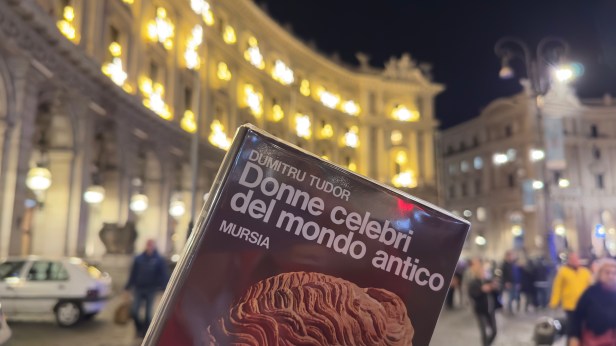 DUMITRU TUDOR
Donne celebri
del mondo antico
MURSIA